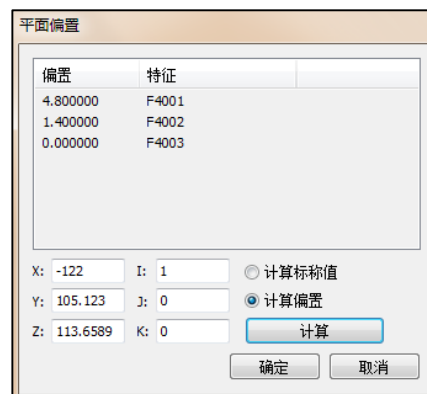 平面偏置
偏置 特征
4.800000 F4001
1.400000 F4002
0.000000 F4003
X: -122 I: 1 计算标称值
Y: 105.123 J: 0 计算偏置
Z: 113.6589 K: 0 计算
确定 取消